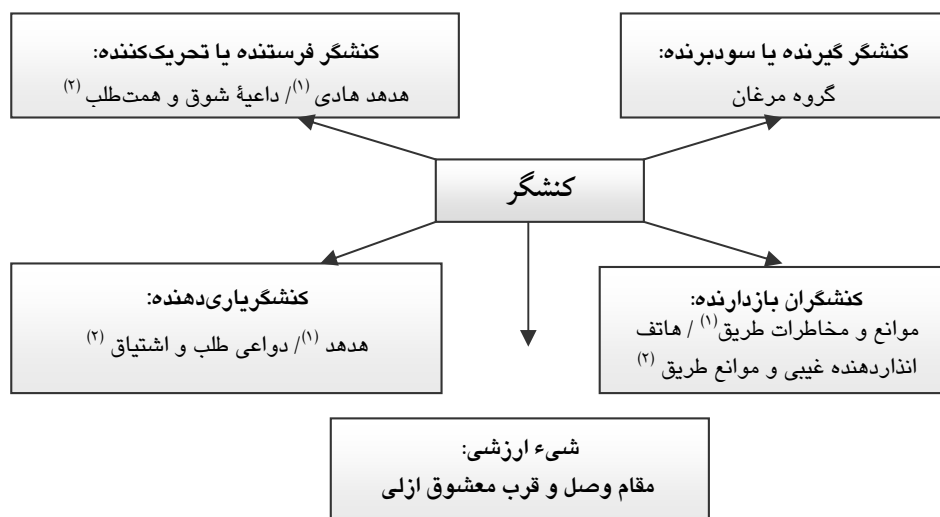 کنشگر گیرنده یا سودبرنده:
گروه مرغان
کنشگر فرستنده یا تحریک‌کننده:
هدهد هادی (۱)/ داعیهٔ شوق و همت‌طلب (۲)
کنشگر
کنشگران بازدارنده:
موانع و مخاطرات طریق(۱) / هاتف
انذاردهنده غیبی و موانع طریق (۲)
کنشگریاری‌دهنده:
هدهد (۱)/ دواعی طلب و اشتیاق (۲)
شیء ارزشی:
مقام وصل و قرب معشوق ازلی